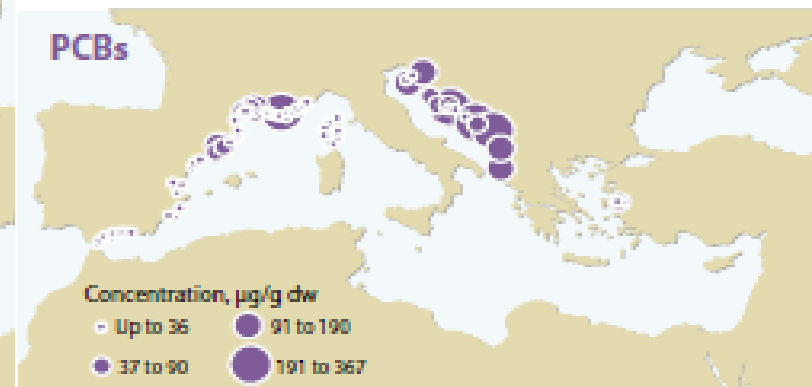 PCBs
Concentration, µg/g dw
Up to 36
91 to 190
37 to 90
191 to 367